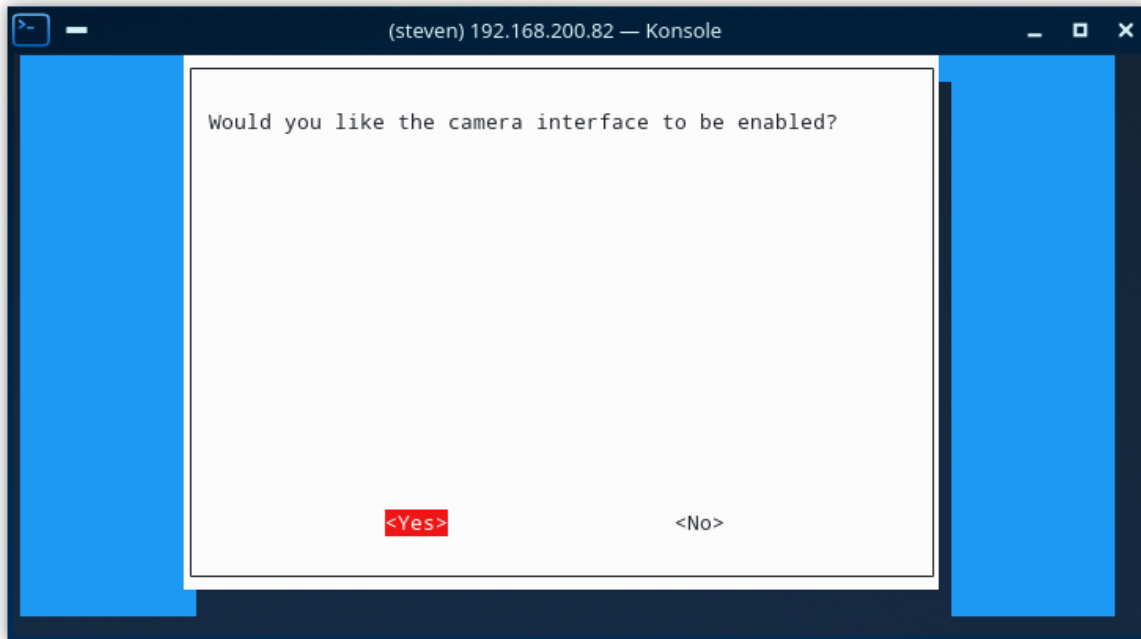 (steven) 192.168.200.82 — Konsole
Would you like the camera interface to be enabled?
<Yes> <No>